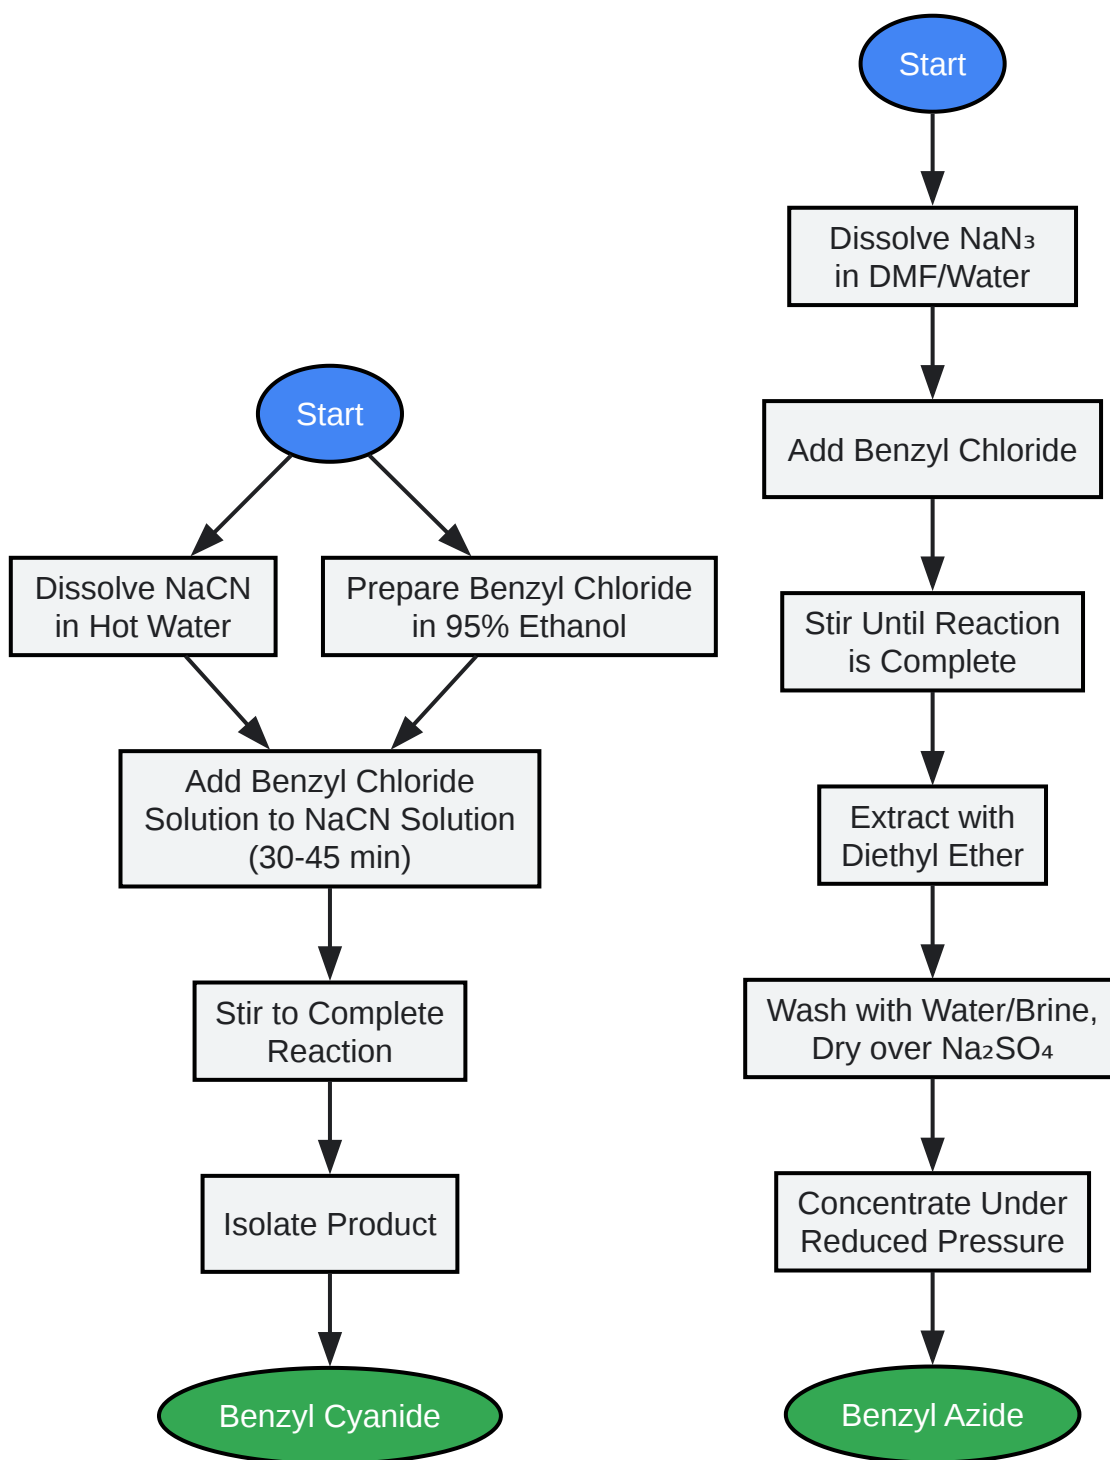 Start
Dissolve NaCN
in Hot Water
Prepare Benzyl Chloride
in 95% Ethanol
Add Benzyl Chloride
Solution to NaCN Solution
(30-45 min)
Stir to Complete
Reaction
Isolate Product
Benzyl Cyanide
Start
Dissolve NaN₃
in DMF/Water
Add Benzyl Chloride
Stir Until Reaction
is Complete
Extract with
Diethyl Ether
Wash with Water/Brine,
Dry over Na₂SO₄
Concentrate Under
Reduced Pressure
Benzyl Azide